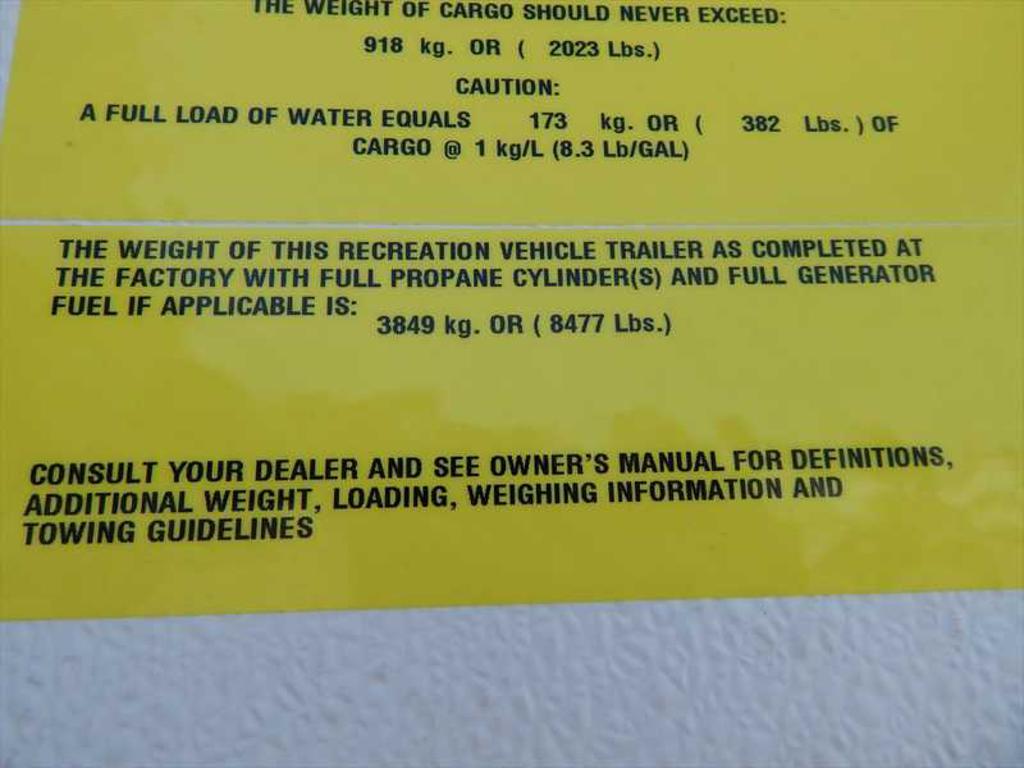 THE WEIGHT OF CARGO SHOULD NEVER EXCEED:
918 kg. OR ( 2023 Lbs.)
CAUTION:
A FULL LOAD OF WATER EQUALS 173 kg. OR ( 382 Lbs. ) OF
CARGO @ 1 kg/L (8.3 Lb/GAL)
THE WEIGHT OF THIS RECREATION VEHICLE TRAILER AS COMPLETED AT
THE FACTORY WITH FULL PROPANE CYLINDER(S) AND FULL GENERATOR
FUEL IF APPLICABLE IS:
3849 kg. OR ( 8477 Lbs.)
CONSULT YOUR DEALER AND SEE OWNER'S MANUAL FOR DEFINITIONS,
ADDITIONAL WEIGHT, LOADING, WEIGHING INFORMATION AND
TOWING GUIDELINES